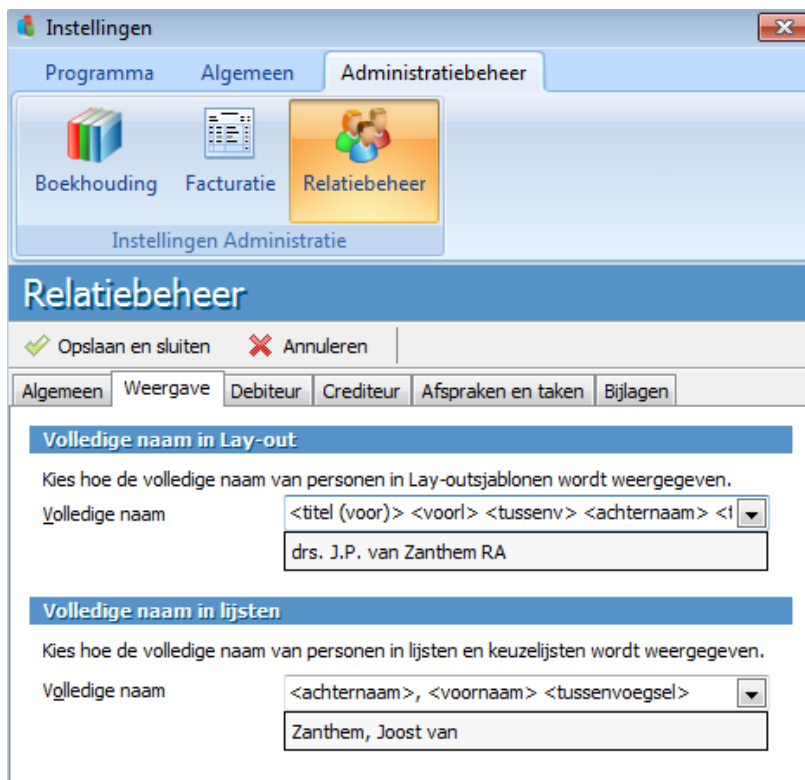 Instellingen
Programma Algemeen Administratiebeheer
Boekhouding Facturatie Relatiebeheer
Instellingen Administratie
Relatiebeheer
Opslaan en sluiten Annuleren
Algemeen Weergave Debiteur Crediteur Afspraken en taken Bijlagen
Volledige naam in Lay-out
Kies hoe de volledige naam van personen in Lay-outsjablonen wordt weergegeven.
Volledige naam <titel (voor)> <voorl> <tussenv> <achternaam> <t
drs. J.P. van Zanthem RA
Volledige naam in lijsten
Kies hoe de volledige naam van personen in lijsten en keuzelijsten wordt weergegeven.
Volledige naam <achternaam>, <voornaam> <tussenvoegsel>
Zanthem, Joost van